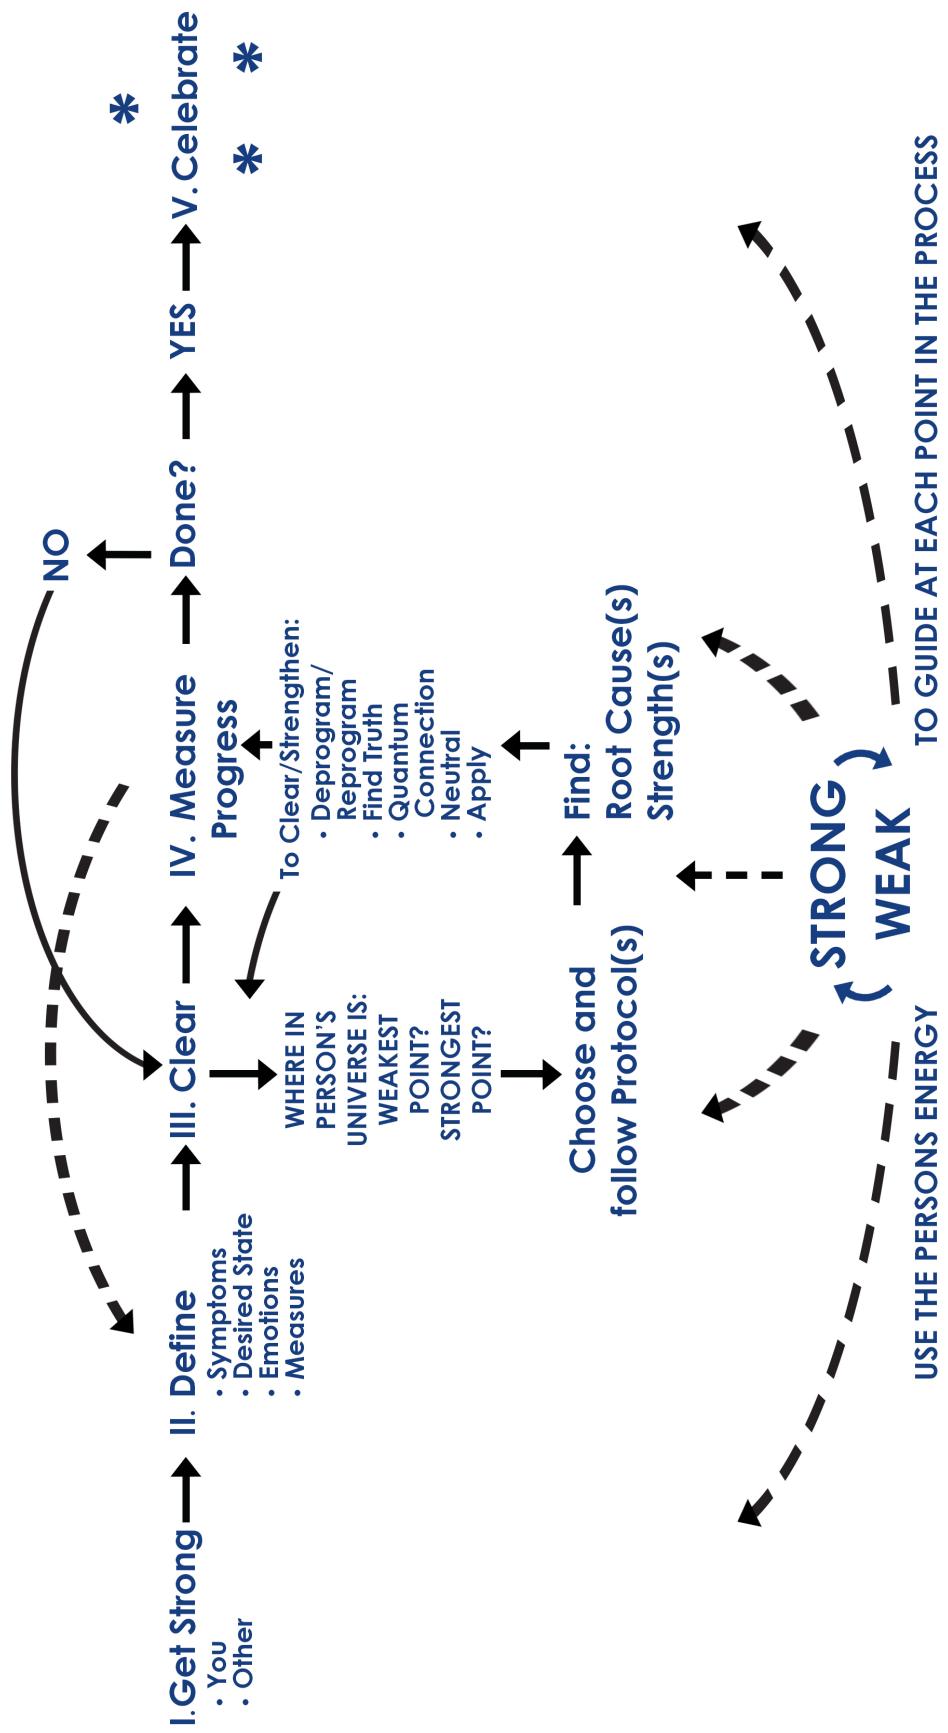 I.Get Strong
• You
• Other
II. Define
• Symptoms
• Desired State
• Emotions
• Measures
III. Clear
WHERE IN
PERSON'S
UNIVERSE IS:
WEAKEST
POINT?
STRONGEST
POINT?
Choose and
follow Protocol(s)
Find:
Root Cause(s)
Strength(s)
To Clear/Strengthen:
• Deprogram/
Reprogram
• Find Truth
• Quantum
Connection
• Neutral
• Apply
IV. Measure
Progress
Done?
NO
YES
V. Celebrate
*
*
*
STRONG
WEAK
USE THE PERSONS ENERGY
TO GUIDE AT EACH POINT IN THE PROCESS